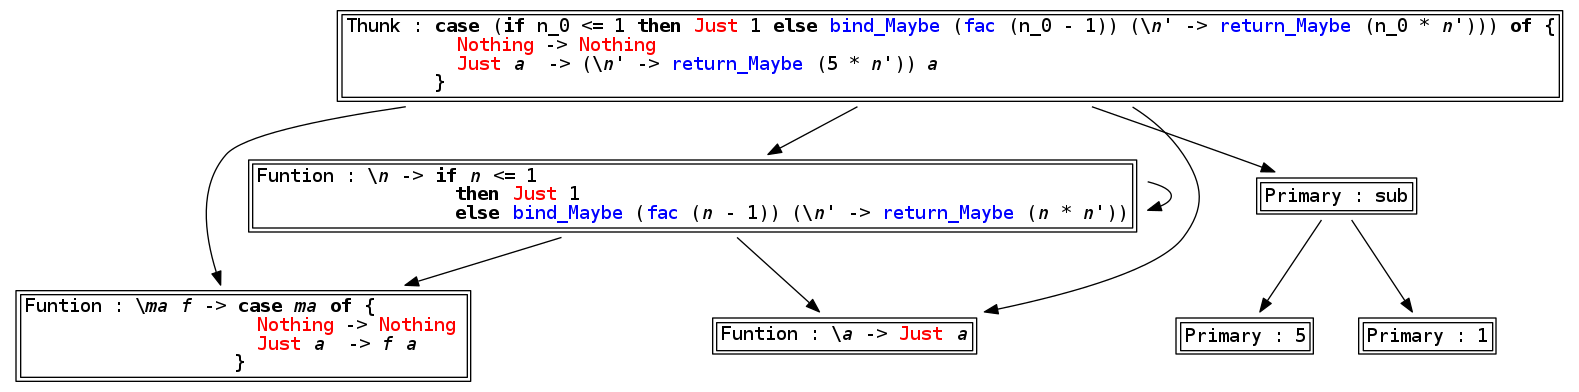 Thunk : case (if n_0 <= 1 then Just 1 else bind_Maybe (fac (n_0 - 1)) (\n' -> return_Maybe (n_0 * n'))) of {
Nothing -> Nothing
Just a  -> (\n' -> return_Maybe (5 * n')) a
}
Funtion : \n -> if n <= 1
then Just 1
else bind_Maybe (fac (n - 1)) (\n' -> return_Maybe (n * n'))
Primary : sub
Funtion : \ma f -> case ma of {
Nothing -> Nothing
Just a  -> f a
}
Funtion : \a -> Just a
Primary : 5
Primary : 1